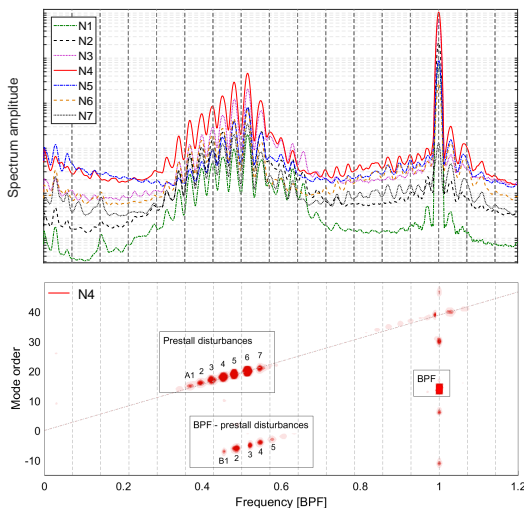 N1
N2
N3
N4
N5
N6
N7
Spectrum amplitude
N4
Prestall disturbances
A1 2 3 4 5 6 7
BPF
BPF - prestall disturbances
B1 2 3 4 5
Mode order
40
30
20
10
0
-10
0 0.2 0.4 0.6 0.8 1 1.2
Frequency [BPF]